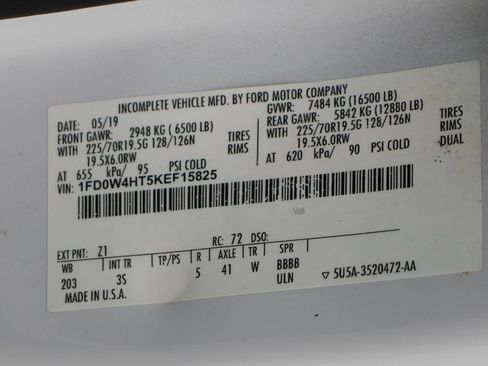 INCOMPLETE VEHICLE MFD. BY FORD MOTOR COMPANY
DATE: 05/19 GVWR: 7484 KG (16500 LB)
FRONT GAWR: 2948 KG (6500 LB) REAR GAWR: 5842 KG (12880 LB)
WITH 225/70R19.5G 128/126N TIRES WITH 225/70R19.5G 128/126N TIRES
19.5X6.0RW RIMS 19.5X6.0RW RIMS
AT 655 kPa/ 95 PSI COLD AT 620 kPa/ 90 PSI COLD DUAL
VIN: 1FD0W4HT5KEF15825
EXT PNT: Z1 RC: 72 DSO:
WB INT TR TP/PS R AXLE TR SPR
203 3S 5 41 W BBBB
MADE IN U.S.A. ULN ▽ 5U5A-3520472-AA